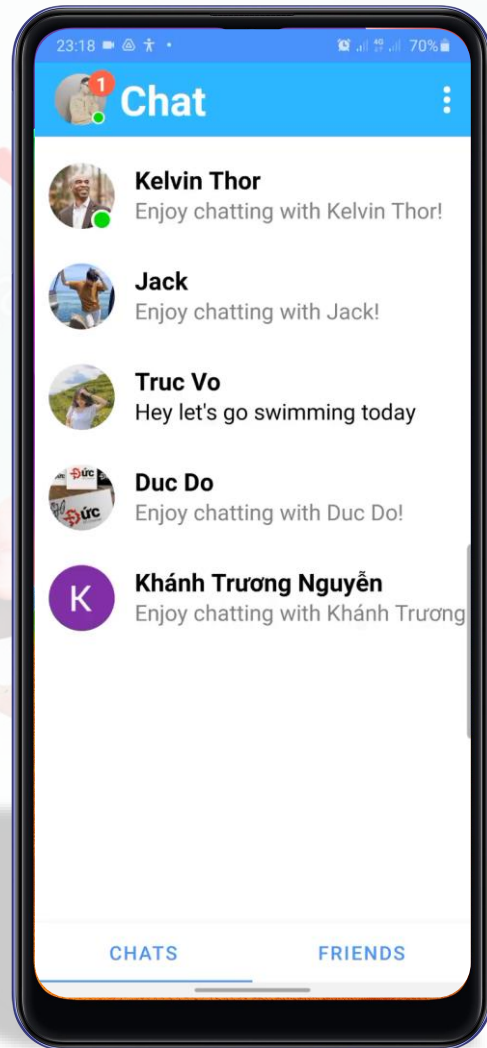 23:18
70%
1
Chat
Kelvin Thor
Enjoy chatting with Kelvin Thor!
Jack
Enjoy chatting with Jack!
Truc Vo
Hey let's go swimming today
Đức
Đức
Duc Do
Enjoy chatting with Duc Do!
K
Khánh Trương Nguyễn
Enjoy chatting with Khánh Trương
CHATS
FRIENDS